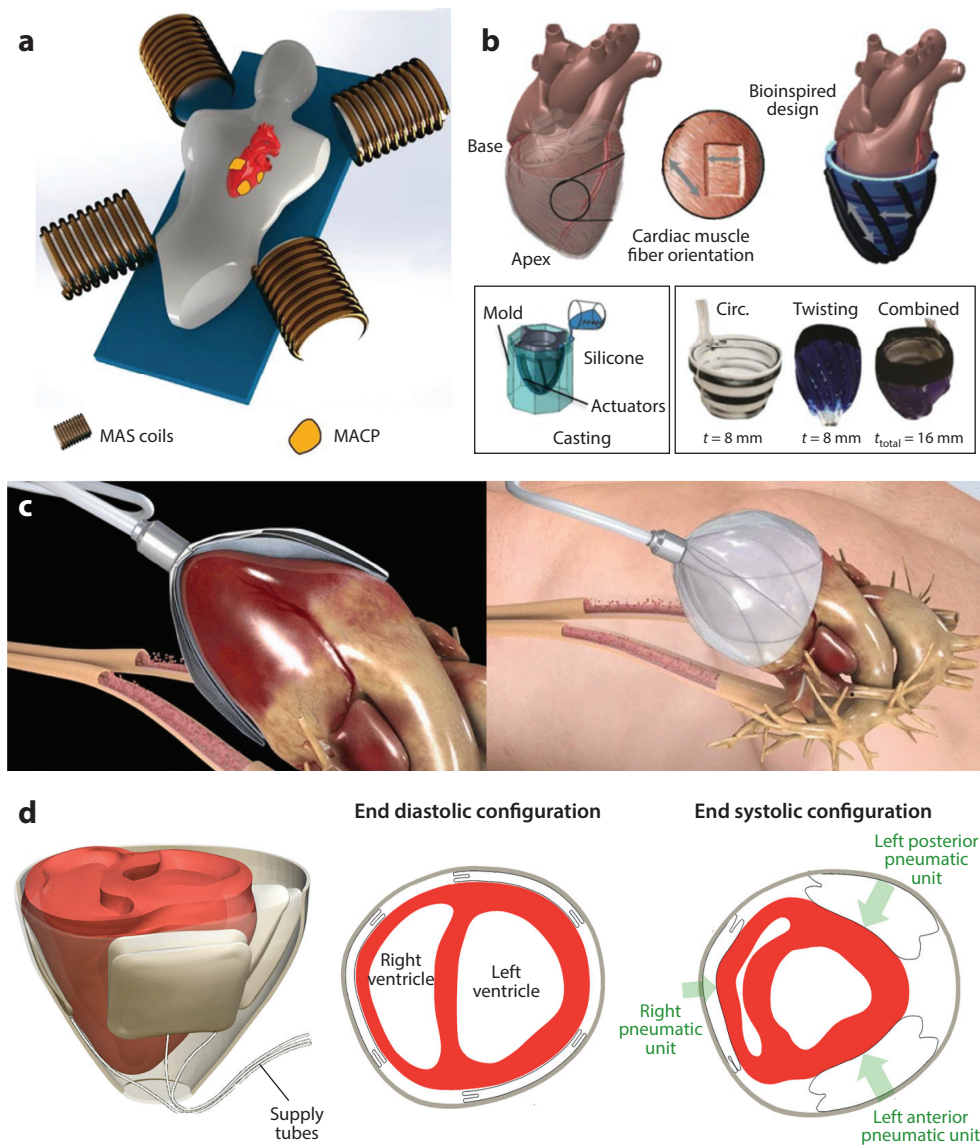 a
MAS coils
MACP
b
Base
Apex
Cardiac muscle
fiber orientation
Bioinspired
design
Mold
Silicone
Actuators
Casting
Circ.
Twisting
Combined
t = 8 mm
t = 8 mm
t_total = 16 mm
c
d
Supply
tubes
End diastolic configuration
Right
ventricle
Left
ventricle
End systolic configuration
Left posterior
pneumatic
unit
Right
pneumatic
unit
Left anterior
pneumatic unit